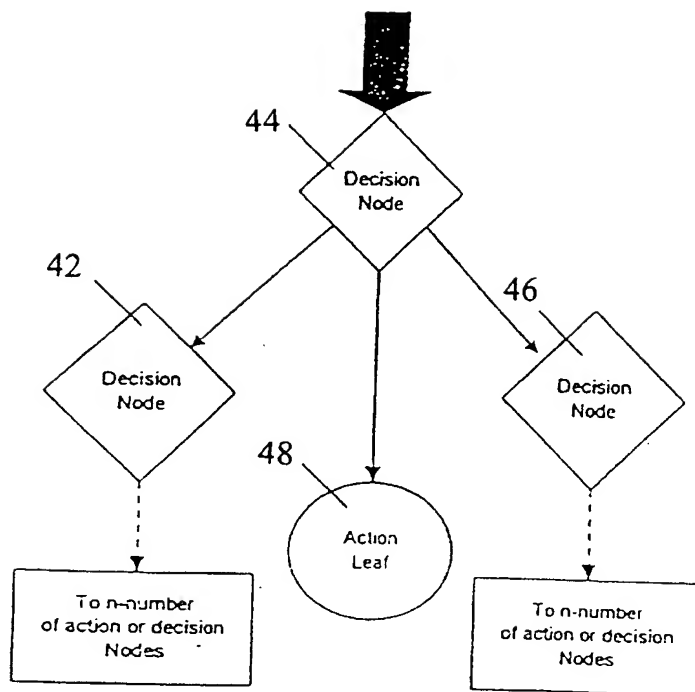 44
Decision
Node
42
46
Decision
Node
Decision
Node
48
Action
Leaf
To n-number
of action or decision
Nodes
To n-number
of action or decision
Nodes